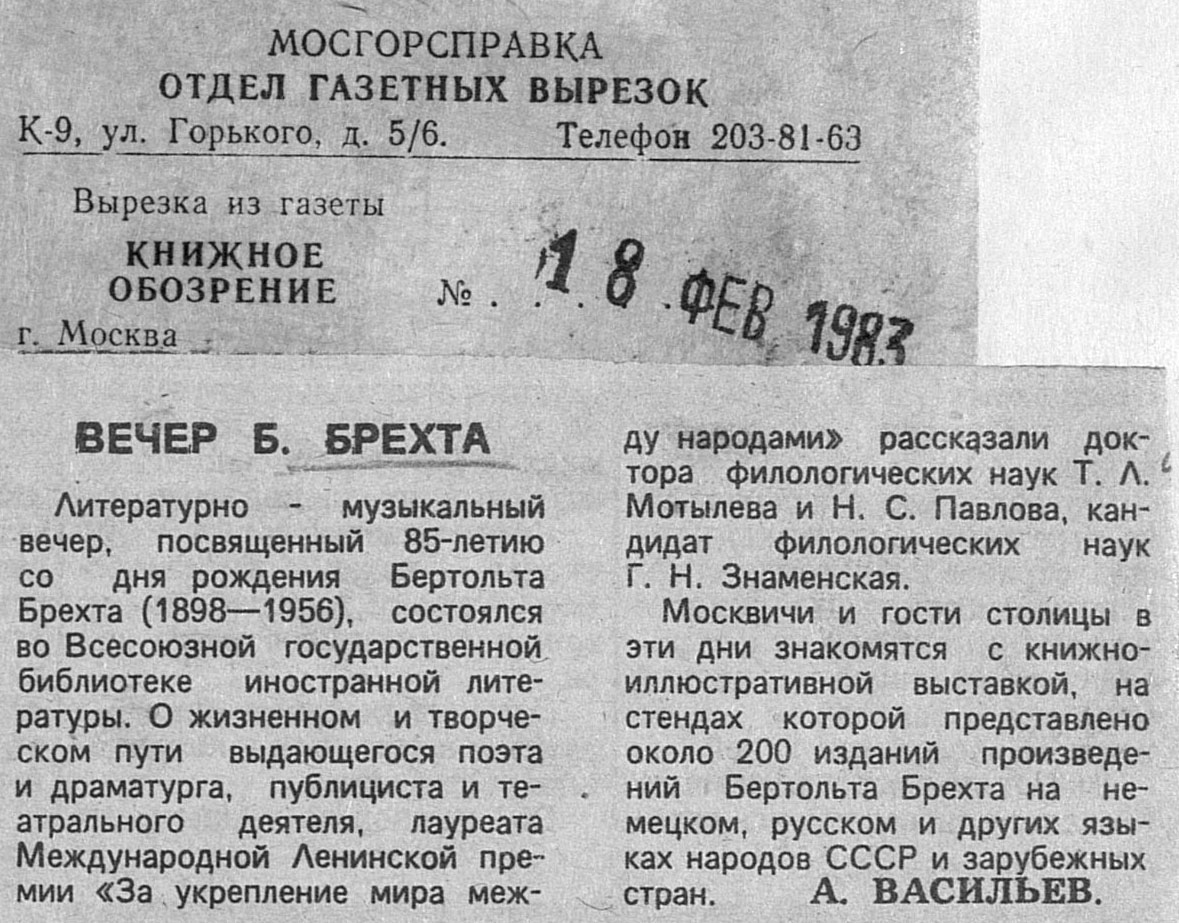 МОСГОРСПРАВКА
ОТДЕЛ ГАЗЕТНЫХ ВЫРЕЗОК
К-9, ул. Горького, д. 5/6. Телефон 203-81-63
Вырезка из газеты
КНИЖНОЕ
ОБОЗРЕНИЕ
№ . . . .
18 ФЕВ 1983
г. Москва
ВЕЧЕР Б. БРЕХТА
Литературно - музыкальный
вечер, посвященный 85-летию
со дня рождения Бертольта
Брехта (1898—1956), состоялся
во Всесоюзной государственной
библиотеке иностранной лите-
ратуры. О жизненном и творче-
ском пути выдающегося поэта
и драматурга, публициста и те-
атрального деятеля, лауреата
Международной Ленинской пре-
мии «За укрепление мира меж-
ду народами» рассказали док-
тора филологических наук Т. Л.
Мотылева и Н. С. Павлова, кан-
дидат филологических наук
Г. Н. Знаменская.
Москвичи и гости столицы в
эти дни знакомятся с книжно-
иллюстративной выставкой, на
стендах которой представлено
около 200 изданий произведе-
ний Бертольта Брехта на не-
мецком, русском и других язы-
ках народов СССР и зарубежных
стран. А. ВАСИЛЬЕВ.